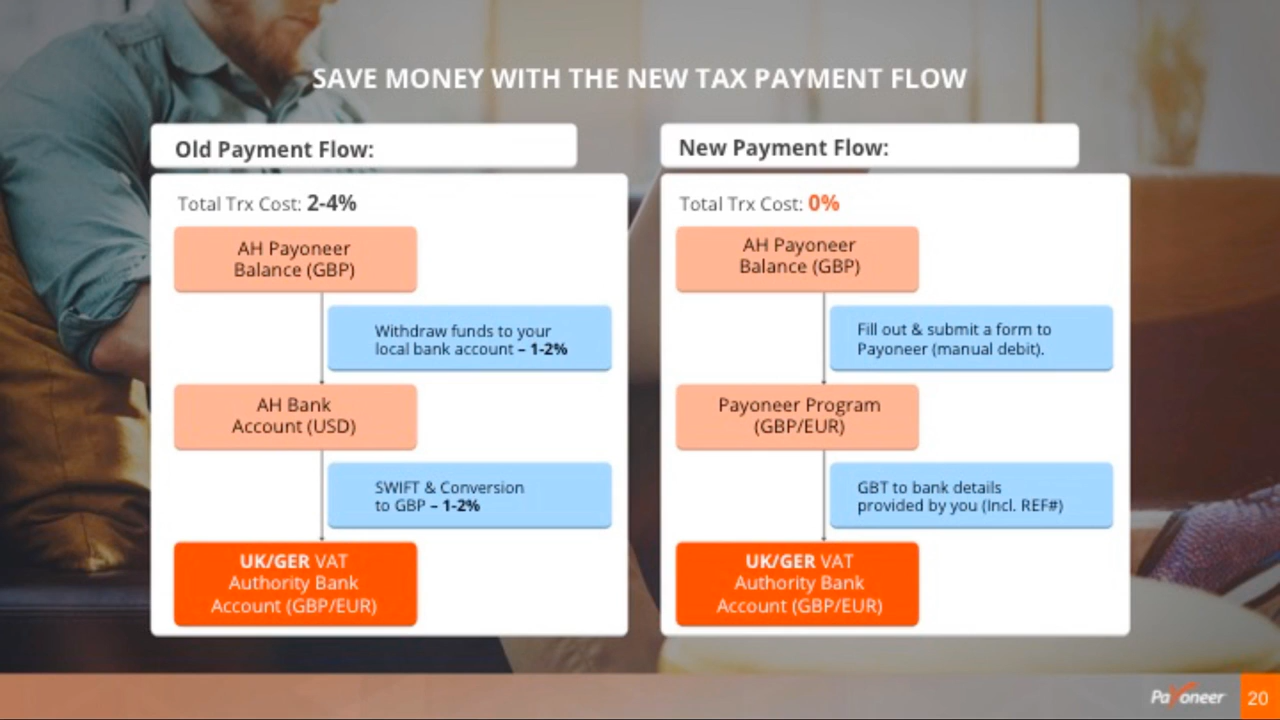 SAVE MONEY WITH THE NEW TAX PAYMENT FLOW
Old Payment Flow:
Total Trx Cost: 2-4%
AH Payoneer
Balance (GBP)
Withdraw funds to your
local bank account – 1-2%
AH Bank
Account (USD)
SWIFT & Conversion
to GBP – 1-2%
UK/GER VAT
Authority Bank
Account (GBP/EUR)
New Payment Flow:
Total Trx Cost: 0%
AH Payoneer
Balance (GBP)
Fill out & submit a form to
Payoneer (manual debit).
Payoneer Program
(GBP/EUR)
GBT to bank details
provided by you (Incl. REF#)
UK/GER VAT
Authority Bank
Account (GBP/EUR)
Payoneer
20